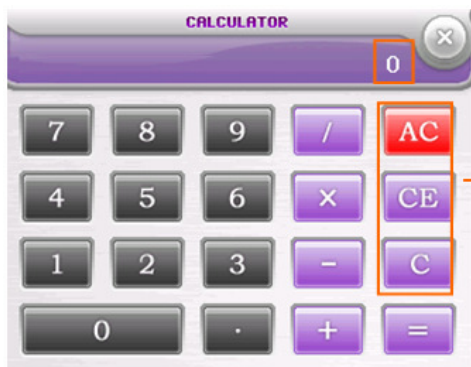 CALCULATOR
×
0
7 8 9 / AC
4 5 6 × CE
1 2 3 - C
0 . + =